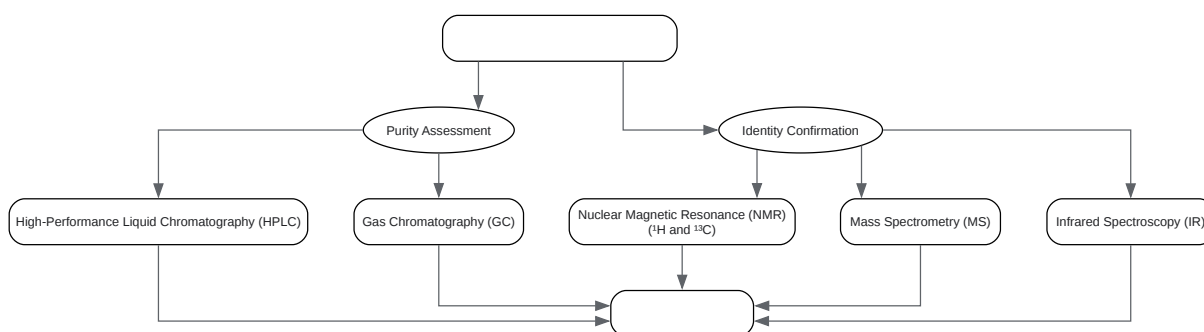 Purity Assessment
Identity Confirmation
High-Performance Liquid Chromatography (HPLC)
Gas Chromatography (GC)
Nuclear Magnetic Resonance (NMR)
(¹H and ¹³C)
Mass Spectrometry (MS)
Infrared Spectroscopy (IR)